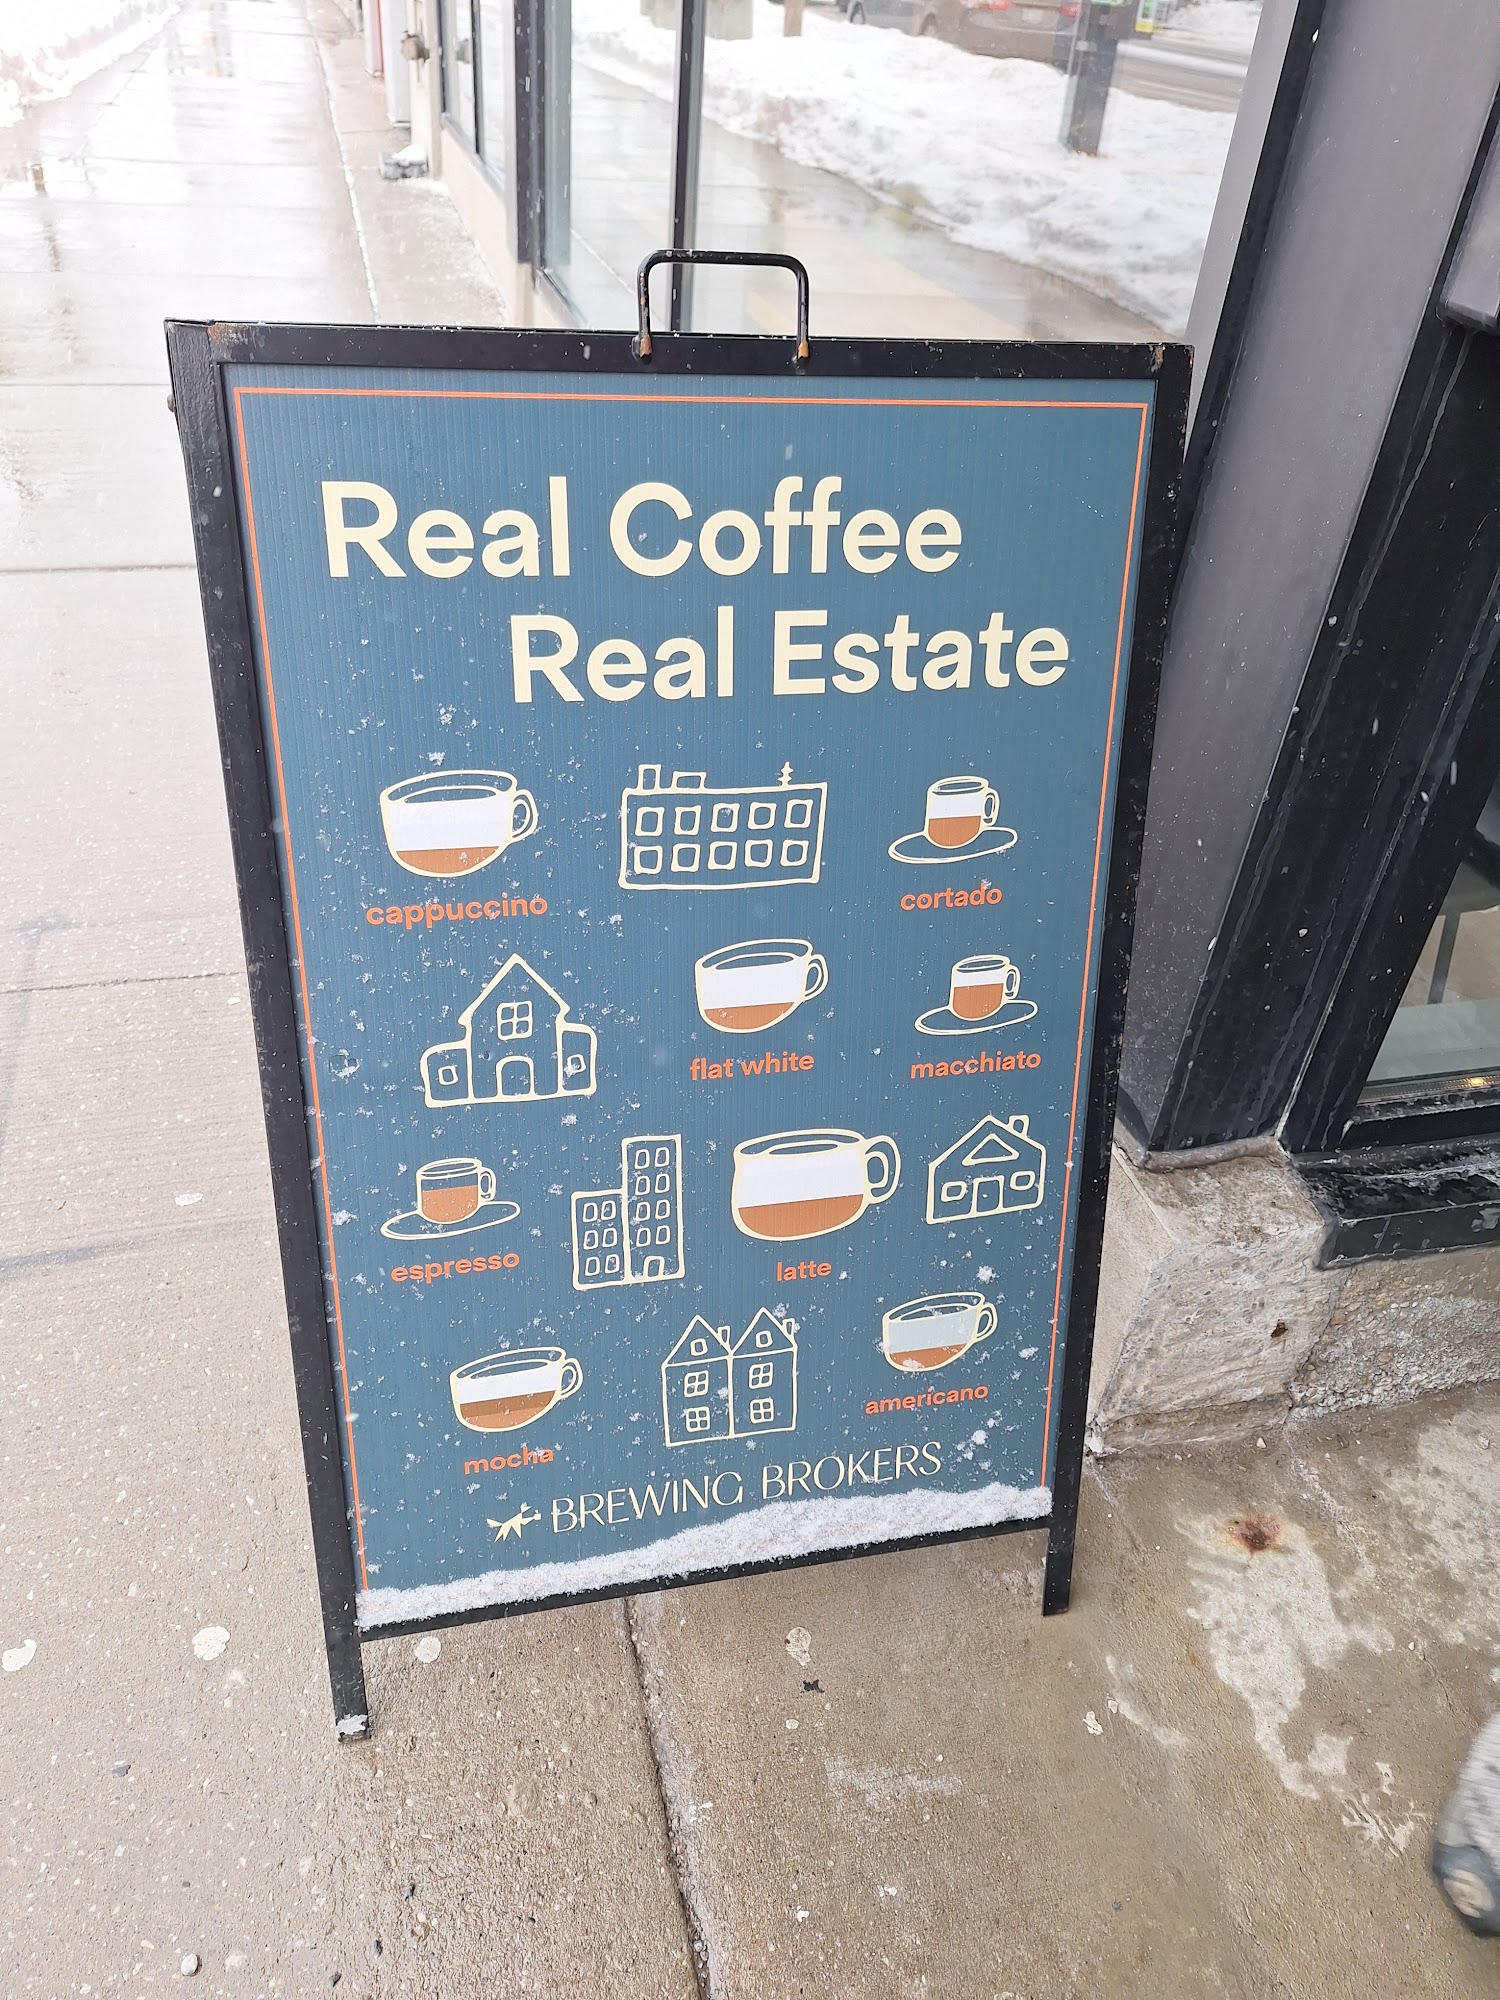 Real Coffee
Real Estate
cappuccino
cortado
flat white
macchiato
espresso
latte
americano
mocha
BREWING BROKERS